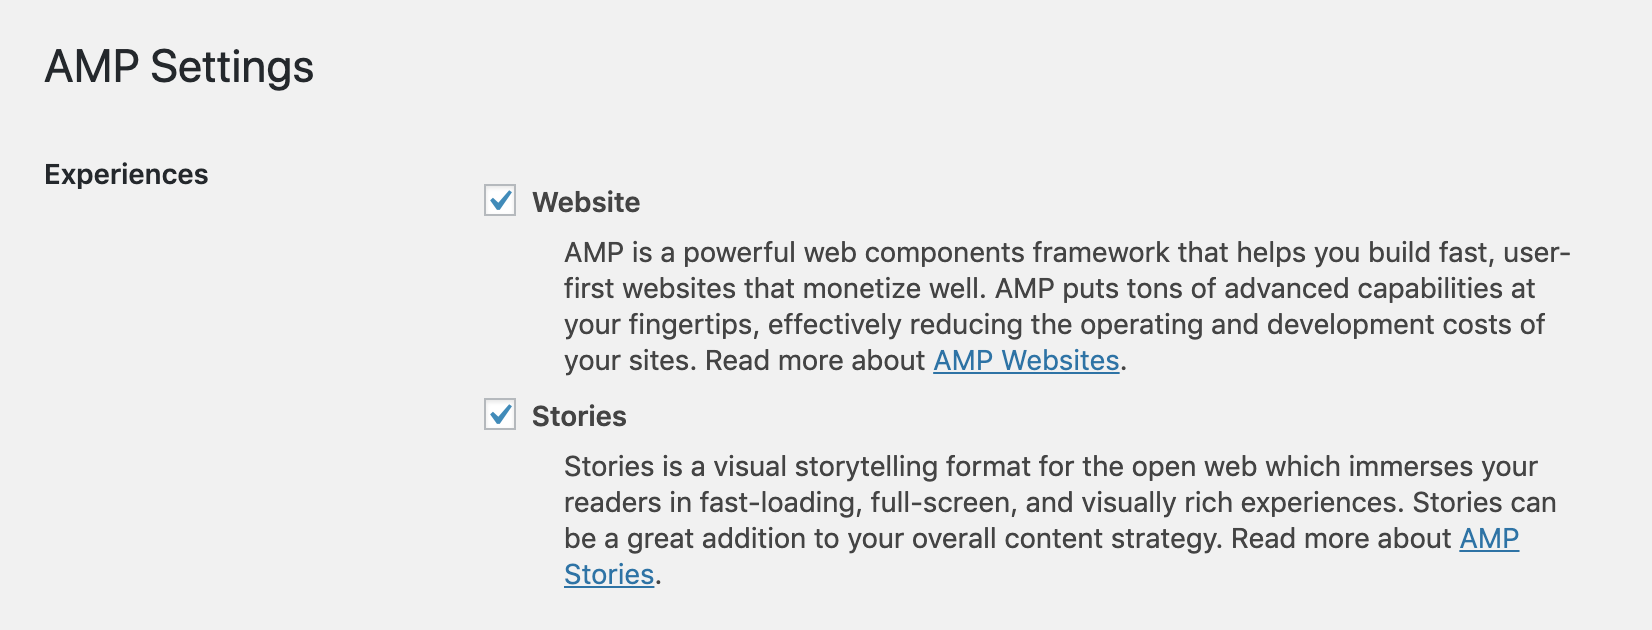 AMP Settings
Experiences
Website
AMP is a powerful web components framework that helps you build fast, user-
first websites that monetize well. AMP puts tons of advanced capabilities at
your fingertips, effectively reducing the operating and development costs of
your sites. Read more about AMP Websites.
Stories
Stories is a visual storytelling format for the open web which immerses your
readers in fast-loading, full-screen, and visually rich experiences. Stories can
be a great addition to your overall content strategy. Read more about AMP
Stories.